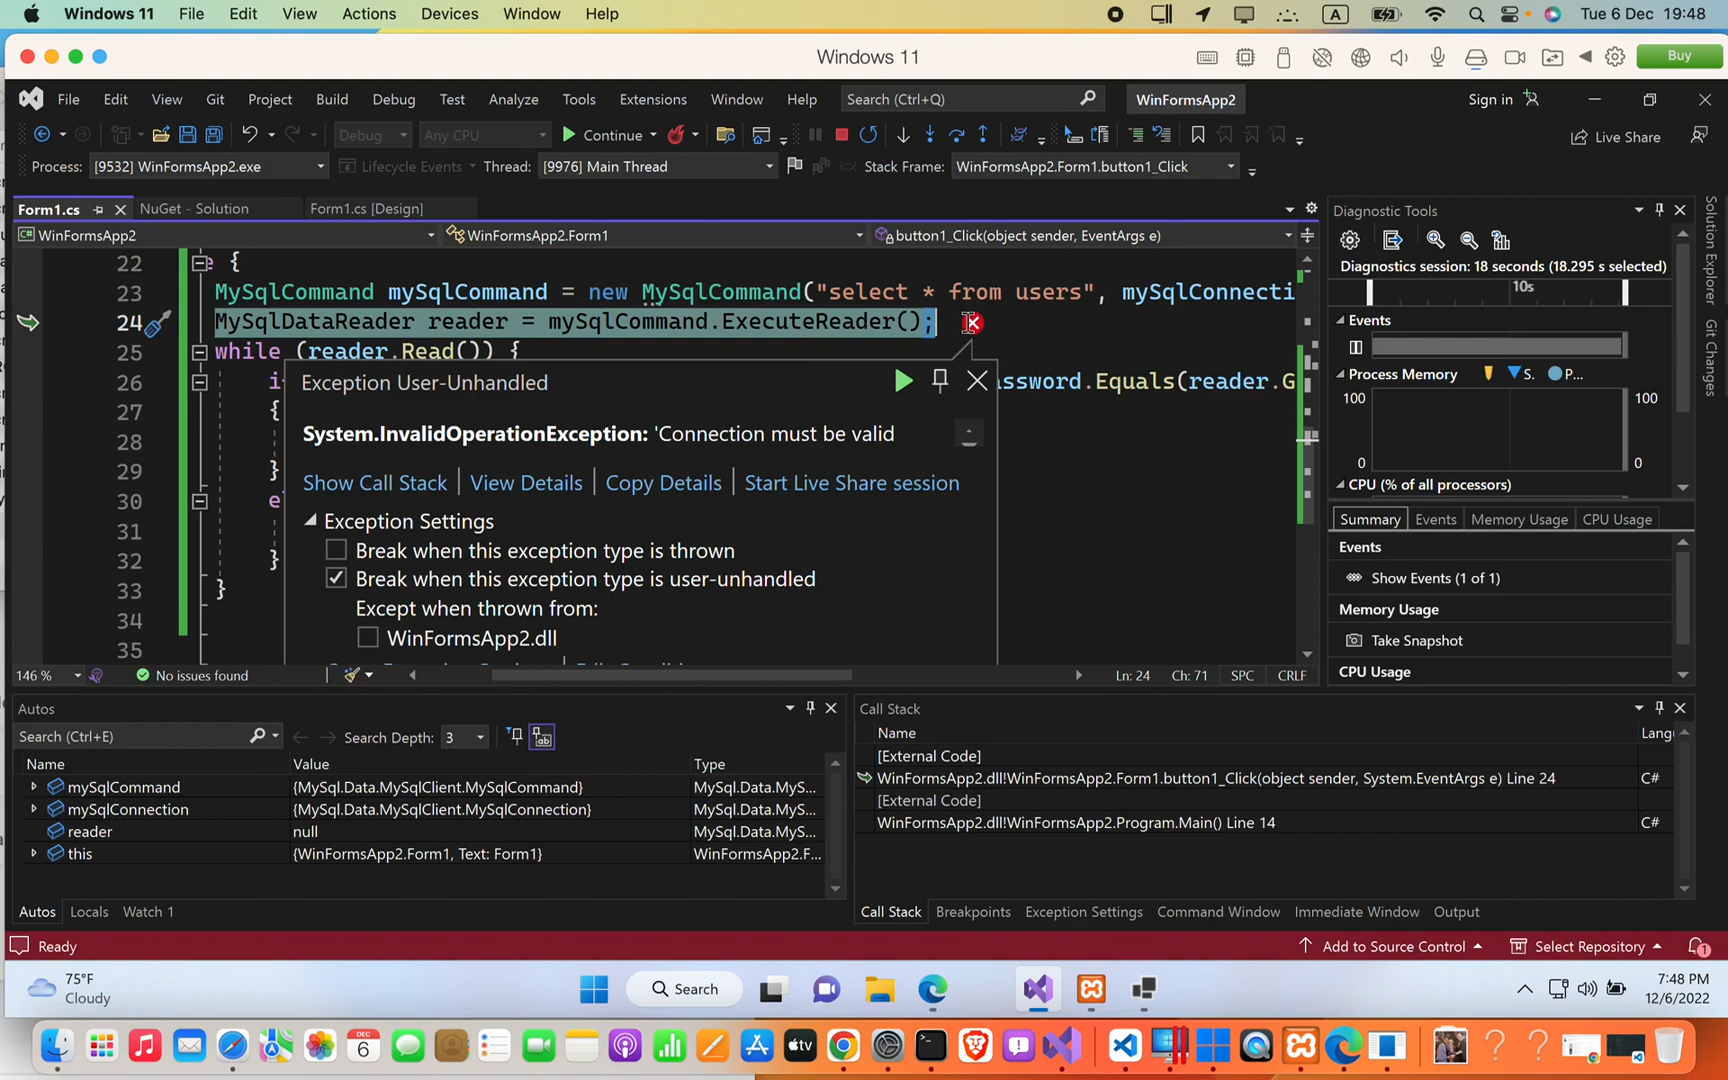 Windows 11 File Edit View Actions Devices Window Help A Tue 6 Dec 19:48
Windows 11 Buy
File Edit View Git Project Build Debug Test Analyze Tools Extensions Window Help Search (Ctrl+Q) WinFormsApp2 Sign in
Debug Any CPU Continue Live Share
Process: [9532] WinFormsApp2.exe Lifecycle Events Thread: [9976] Main Thread Stack Frame: WinFormsApp2.Form1.button1_Click
Form1.cs NuGet - Solution Form1.cs [Design]
WinFormsApp2 WinFormsApp2.Form1 button1_Click(object sender, EventArgs e)
22 {
23 MySqlCommand mySqlCommand = new MySqlCommand("select * from users", mySqlConnecti
24 MySqlDataReader reader = mySqlCommand.ExecuteReader();
25 while (reader.Read()) {
26 i assword.Equals(reader.G
27 {
28
29 }
30 e
31
32 }
33 }
34
35
Exception User-Unhandled
System.InvalidOperationException: 'Connection must be valid
Show Call Stack | View Details | Copy Details | Start Live Share session
Exception Settings
Break when this exception type is thrown
Break when this exception type is user-unhandled
Except when thrown from:
WinFormsApp2.dll
146 % No issues found Ln: 24 Ch: 71 SPC CRLF
Diagnostic Tools
Diagnostics session: 18 seconds (18.295 s selected)
10s
Events
Process Memory S. P...
100 100
0 0
CPU (% of all processors)
Summary Events Memory Usage CPU Usage
Events
Show Events (1 of 1)
Memory Usage
Take Snapshot
CPU Usage
Solution Explorer
Git Changes
Autos
Search (Ctrl+E) Search Depth: 3
Name Value Type
mySqlCommand {MySql.Data.MySqlClient.MySqlCommand} MySql.Data.MyS...
mySqlConnection {MySql.Data.MySqlClient.MySqlConnection} MySql.Data.MyS...
reader null MySql.Data.MyS...
this {WinFormsApp2.Form1, Text: Form1} WinFormsApp2.F...
Autos Locals Watch 1
Call Stack
Name Langu
[External Code]
WinFormsApp2.dll!WinFormsApp2.Form1.button1_Click(object sender, System.EventArgs e) Line 24 C#
[External Code]
WinFormsApp2.dll!WinFormsApp2.Program.Main() Line 14 C#
Call Stack Breakpoints Exception Settings Command Window Immediate Window Output
Ready Add to Source Control Select Repository 1
75°F
Cloudy
Search
7:48 PM
12/6/2022
DEC
6
tv